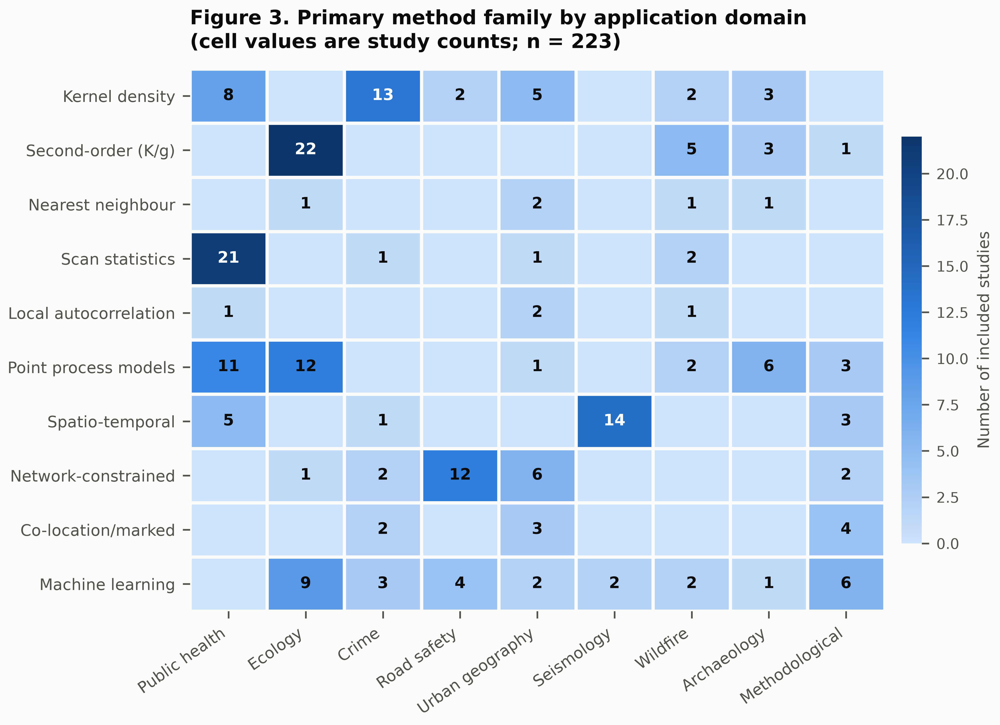 Figure 3. Primary method family by application domain
(cell values are study counts; n = 223)
Kernel density 8 13 2 5 2 3
Second-order (K/g) 22 5 3 1
Nearest neighbour 1 2 1 1
Scan statistics 21 1 1 2
Local autocorrelation 1 2 1
Point process models 11 12 1 2 6 3
Spatio-temporal 5 1 14 3
Network-constrained 1 2 12 6 2
Co-location/marked 2 3 4
Machine learning 9 3 4 2 2 2 1 6
Public health
Ecology
Crime
Road safety
Urban geography
Seismology
Wildfire
Archaeology
Methodological
20.0
17.5
15.0
12.5
10.0
7.5
5.0
2.5
0.0
Number of included studies